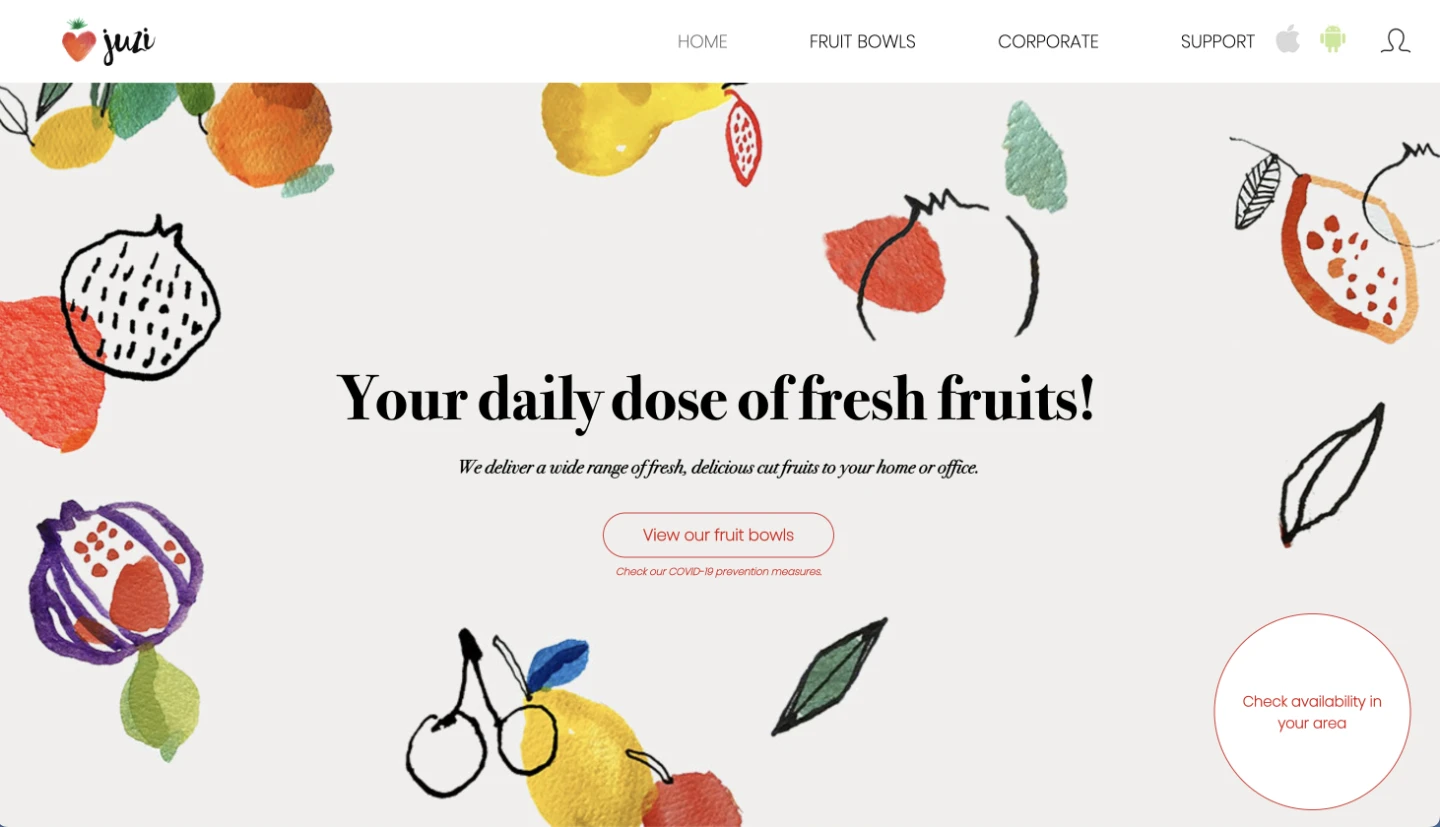 juzi
HOME
FRUIT BOWLS
CORPORATE
SUPPORT
Your daily dose of fresh fruits!
We deliver a wide range of fresh, delicious cut fruits to your home or office.
View our fruit bowls
Check our COVID-19 prevention measures.
Check availability in
your area